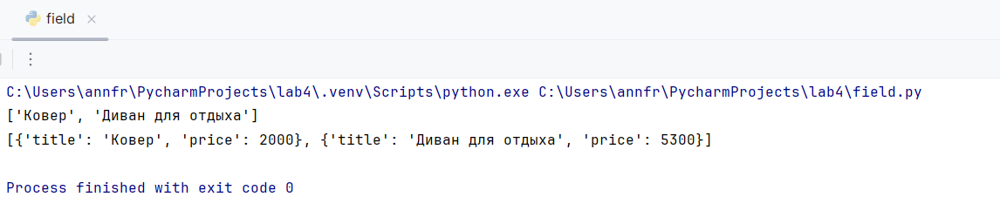 field
C:\Users\annfr\PycharmProjects\lab4\.venv\Scripts\python.exe C:\Users\annfr\PycharmProjects\lab4\field.py
['Ковер', 'Диван для отдыха']
[{'title': 'Ковер', 'price': 2000}, {'title': 'Диван для отдыха', 'price': 5300}]
Process finished with exit code 0